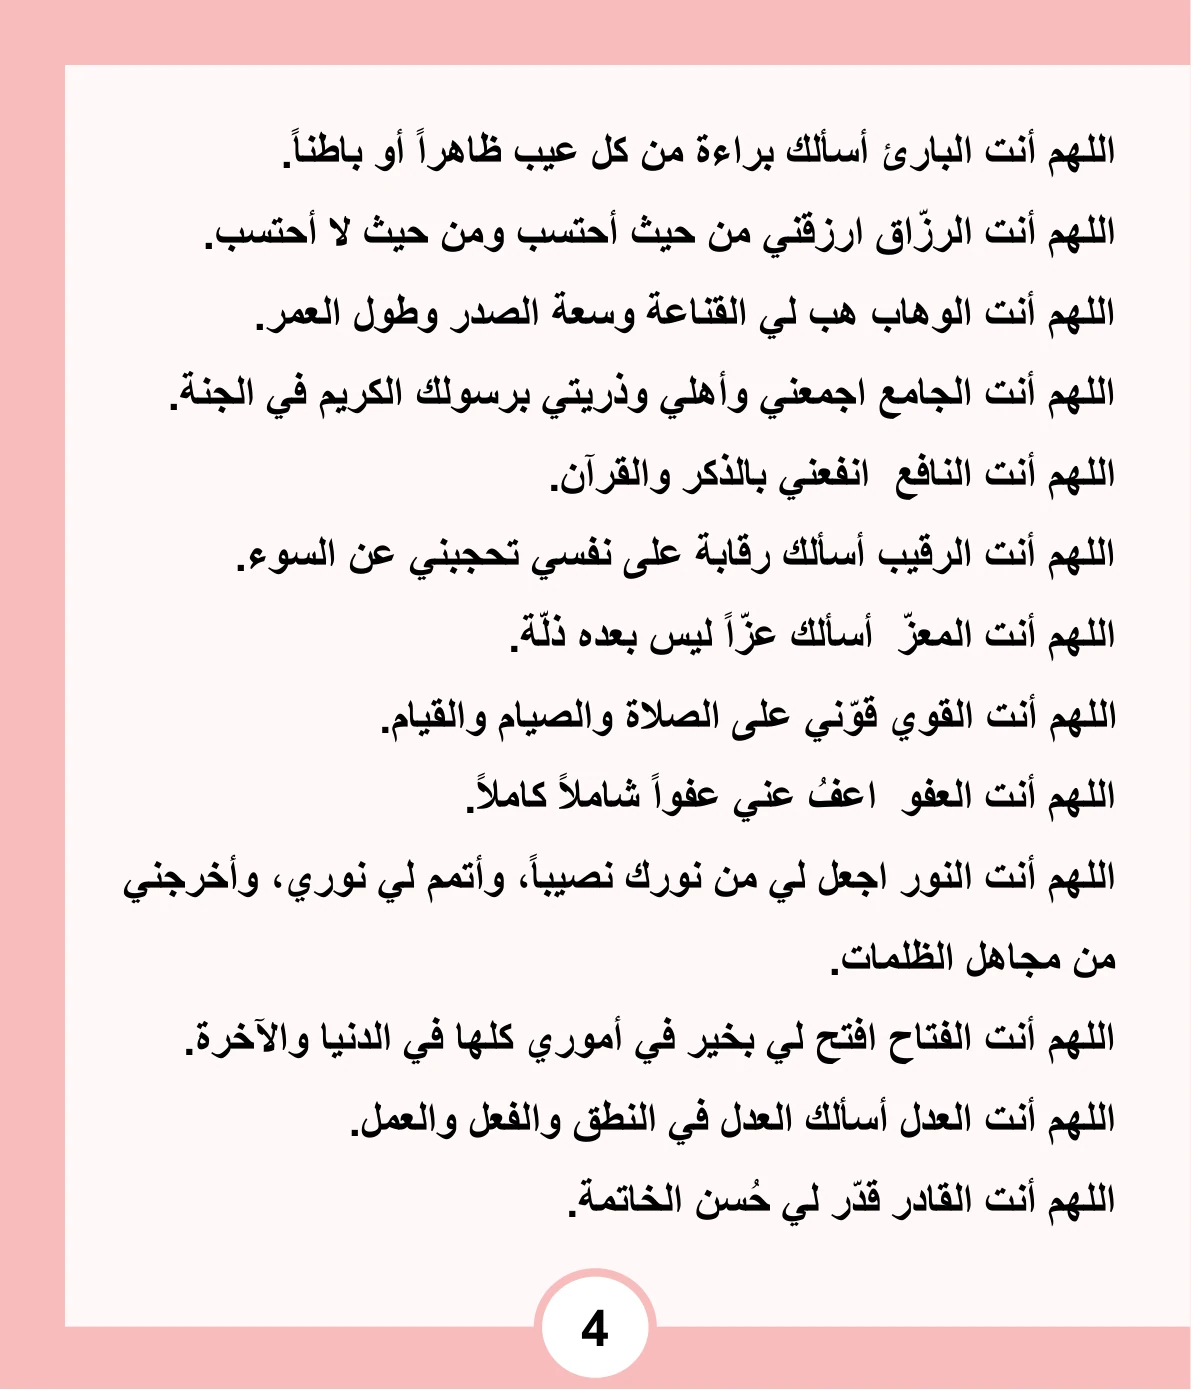 اللهم أنت البارئ أسألك براءة من كل عيب ظاهراً أو باطناً.
اللهم أنت الرزّاق ارزقني من حيث أحتسب ومن حيث لا أحتسب.
اللهم أنت الوهاب هب لي القناعة وسعة الصدر وطول العمر.
اللهم أنت الجامع اجمعني وأهلي وذريتي برسولك الكريم في الجنة.
اللهم أنت النافع  انفعني بالذكر والقرآن.
اللهم أنت الرقيب أسألك رقابة على نفسي تحجبني عن السوء.
اللهم أنت المعزّ  أسألك عزّاً ليس بعده ذلّة.
اللهم أنت القوي قوّني على الصلاة والصيام والقيام.
اللهم أنت العفو  اعفُ عني عفواً شاملاً كاملاً.
اللهم أنت النور اجعل لي من نورك نصيباً، وأتمم لي نوري، وأخرجني
من مجاهل الظلمات.
اللهم أنت الفتاح افتح لي بخير في أموري كلها في الدنيا والآخرة.
اللهم أنت العدل أسألك العدل في النطق والفعل والعمل.
اللهم أنت القادر قدّر لي حُسن الخاتمة.
4